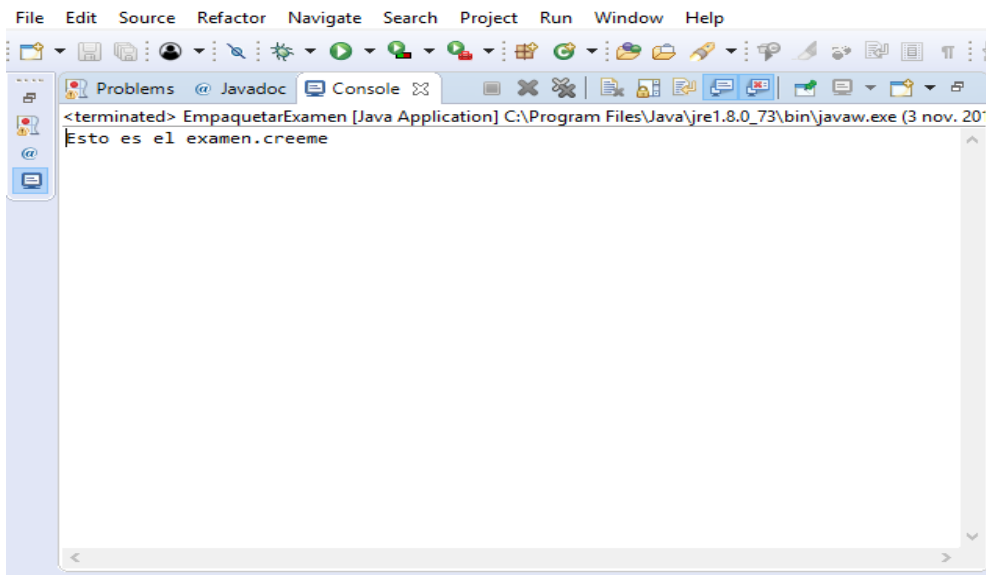 File Edit Source Refactor Navigate Search Project Run Window Help
Problems @ Javadoc Console
<terminated> EmpaquetarExamen [Java Application] C:\Program Files\Java\jre1.8.0_73\bin\javaw.exe (3 nov. 201
Esto es el examen.creeme